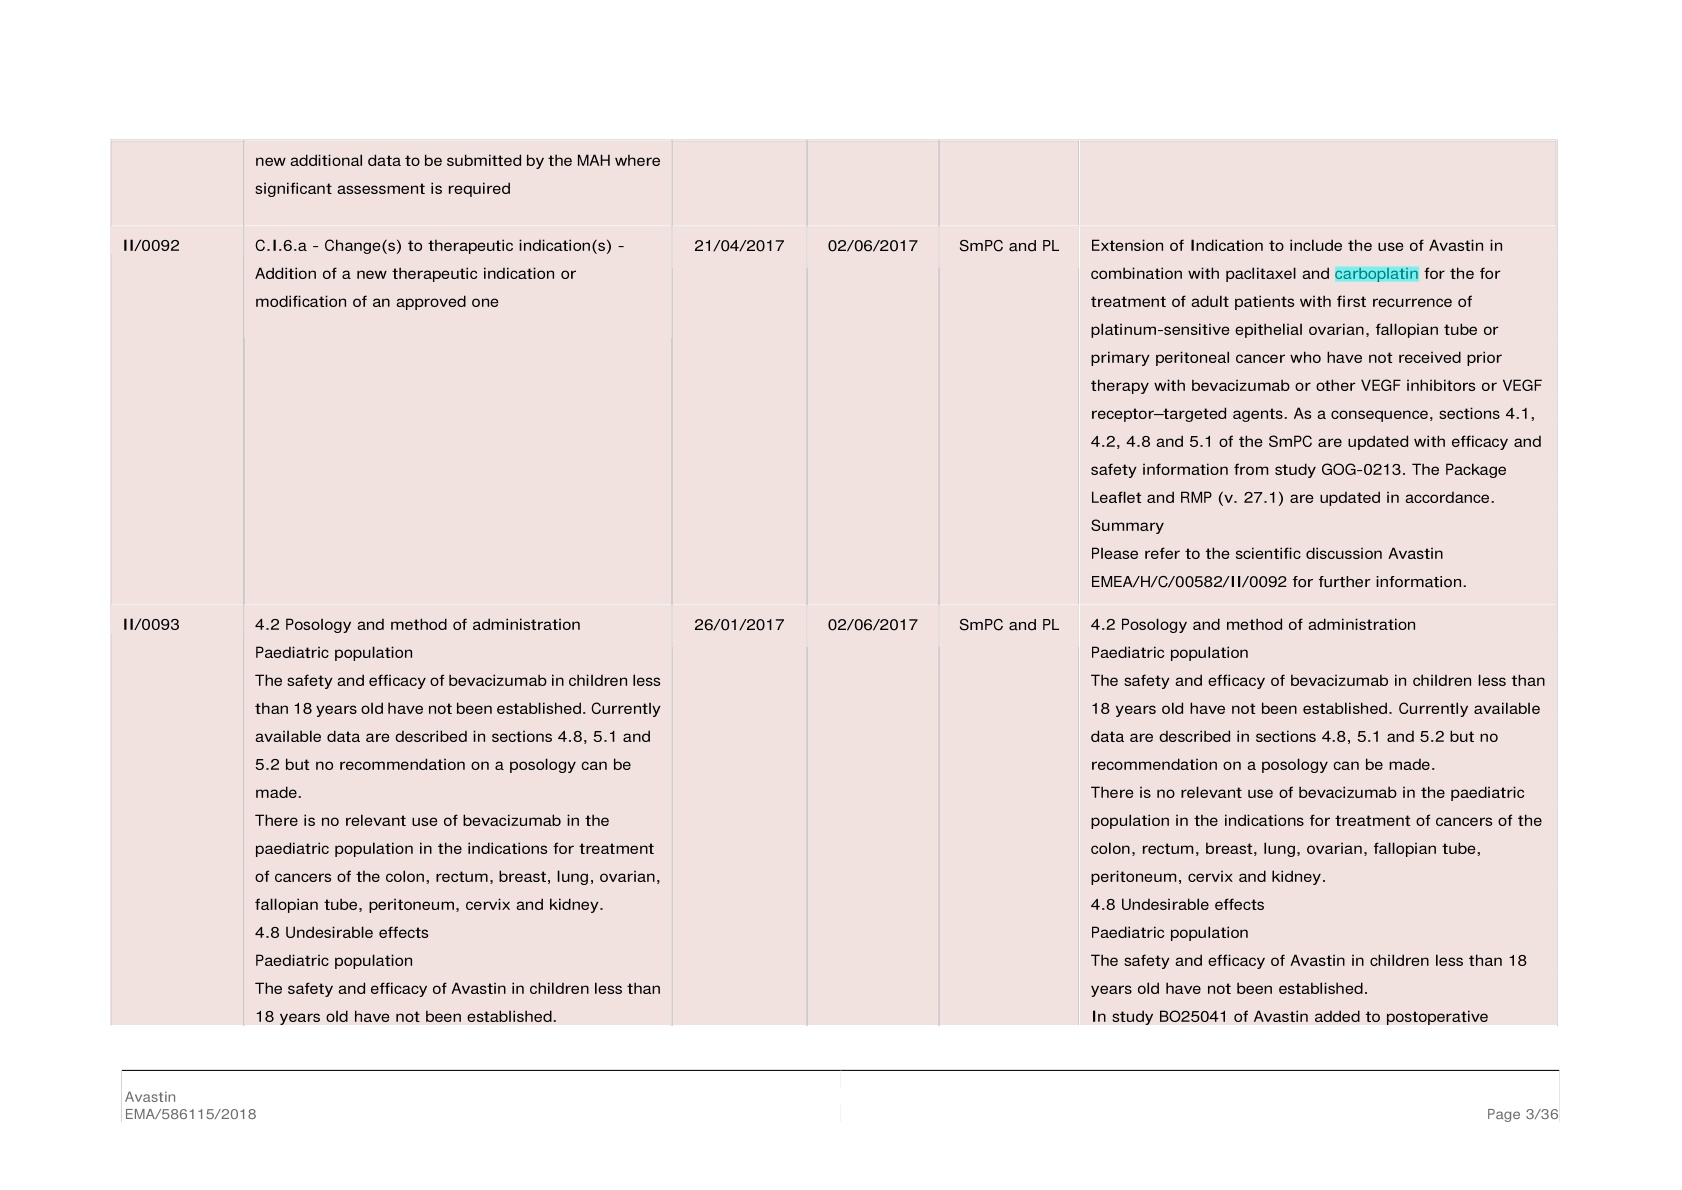 new additional data to be submitted by the MAH where
significant assessment is required
II/0092
C.I.6.a - Change(s) to therapeutic indication(s) -
Addition of a new therapeutic indication or
modification of an approved one
21/04/2017
02/06/2017
SmPC and PL
Extension of Indication to include the use of Avastin in
combination with paclitaxel and carboplatin for the for
treatment of adult patients with first recurrence of
platinum-sensitive epithelial ovarian, fallopian tube or
primary peritoneal cancer who have not received prior
therapy with bevacizumab or other VEGF inhibitors or VEGF
receptor–targeted agents. As a consequence, sections 4.1,
4.2, 4.8 and 5.1 of the SmPC are updated with efficacy and
safety information from study GOG-0213. The Package
Leaflet and RMP (v. 27.1) are updated in accordance.
Summary
Please refer to the scientific discussion Avastin
EMEA/H/C/00582/II/0092 for further information.
II/0093
4.2 Posology and method of administration
Paediatric population
The safety and efficacy of bevacizumab in children less
than 18 years old have not been established. Currently
available data are described in sections 4.8, 5.1 and
5.2 but no recommendation on a posology can be
made.
There is no relevant use of bevacizumab in the
paediatric population in the indications for treatment
of cancers of the colon, rectum, breast, lung, ovarian,
fallopian tube, peritoneum, cervix and kidney.
4.8 Undesirable effects
Paediatric population
The safety and efficacy of Avastin in children less than
18 years old have not been established.
26/01/2017
02/06/2017
SmPC and PL
4.2 Posology and method of administration
Paediatric population
The safety and efficacy of bevacizumab in children less than
18 years old have not been established. Currently available
data are described in sections 4.8, 5.1 and 5.2 but no
recommendation on a posology can be made.
There is no relevant use of bevacizumab in the paediatric
population in the indications for treatment of cancers of the
colon, rectum, breast, lung, ovarian, fallopian tube,
peritoneum, cervix and kidney.
4.8 Undesirable effects
Paediatric population
The safety and efficacy of Avastin in children less than 18
years old have not been established.
In study BO25041 of Avastin added to postoperative
Avastin
EMA/586115/2018
Page 3/36